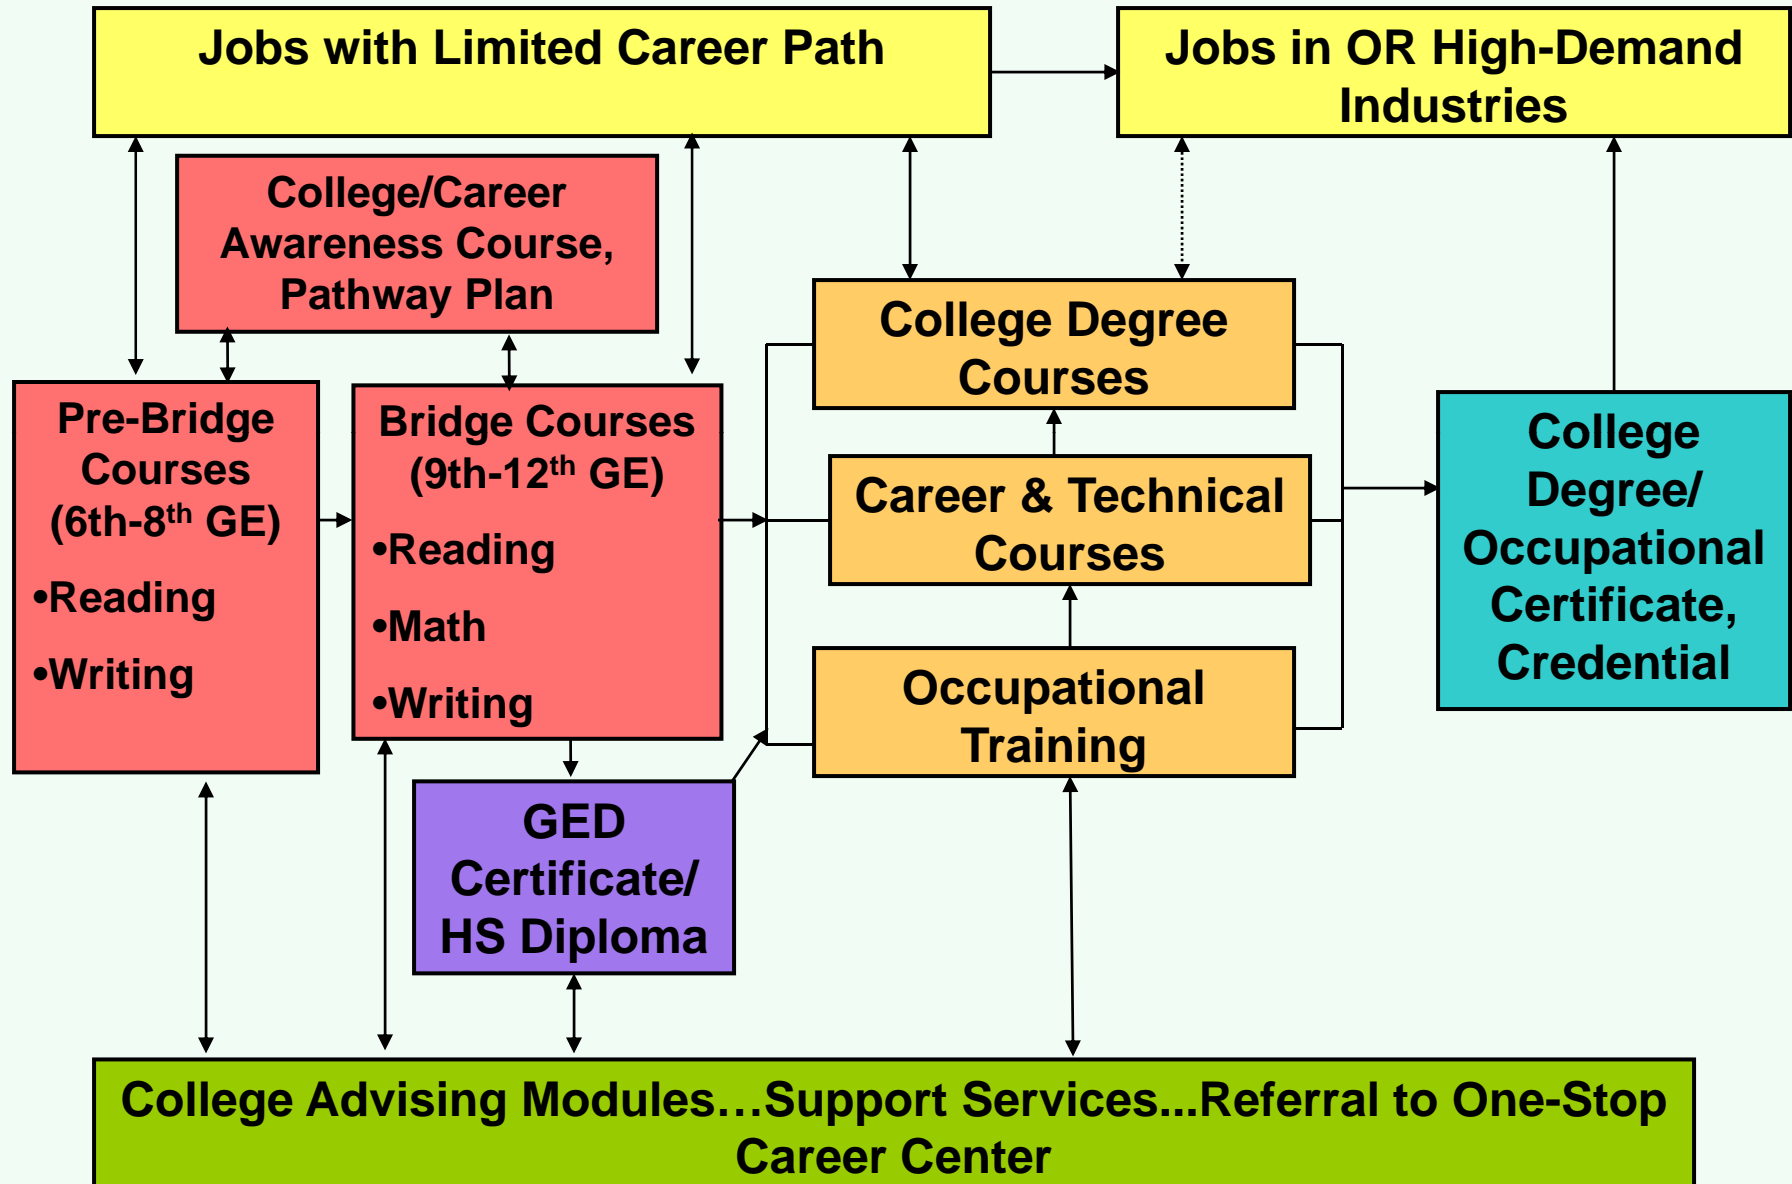 Jobs with Limited Career Path
Jobs in OR High-Demand
Industries
College/Career
Awareness Course,
Pathway Plan
Pre-Bridge
Courses
(6th-8th GE)
•Reading
•Writing
Bridge Courses
(9th-12th GE)
•Reading
•Math
•Writing
College Degree
Courses
Career & Technical
Courses
Occupational
Training
College
Degree/
Occupational
Certificate,
Credential
GED
Certificate/
HS Diploma
College Advising Modules…Support Services...Referral to One-Stop
Career Center